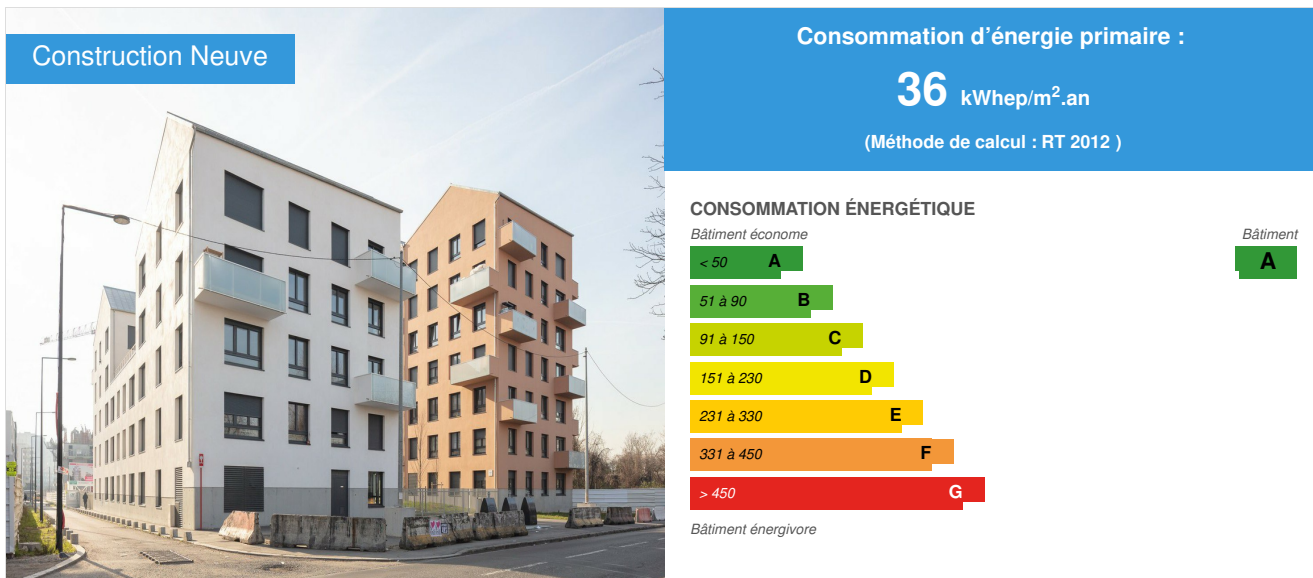 Construction Neuve
Consommation d'énergie primaire :
36 kWhep/m².an
(Méthode de calcul : RT 2012 )
CONSOMMATION ÉNERGÉTIQUE
Bâtiment économe
Bâtiment
< 50 A
A
51 à 90 B
91 à 150 C
151 à 230 D
231 à 330 E
331 à 450 F
> 450 G
Bâtiment énergivore